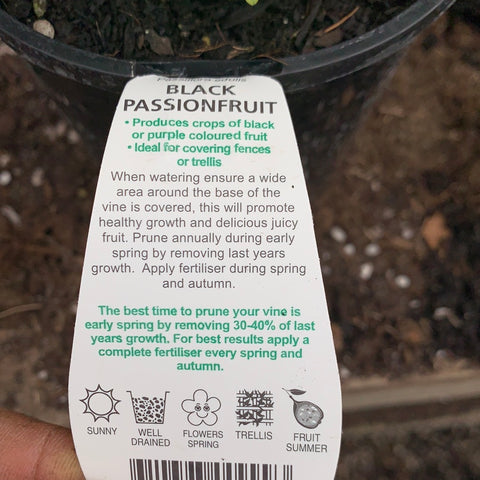 Passiflora edulis
BLACK
PASSIONFRUIT
• Produces crops of black
or purple coloured fruit
• Ideal for covering fences
or trellis
When watering ensure a wide
area around the base of the
vine is covered, this will promote
healthy growth and delicious juicy
fruit. Prune annually during early
spring by removing last years
growth. Apply fertiliser during spring
and autumn.
The best time to prune your vine is
early spring by removing 30-40% of last
years growth. For best results apply a
complete fertiliser every spring and
autumn.
SUNNY
WELL
DRAINED
FLOWERS
SPRING
TRELLIS
FRUIT
SUMMER